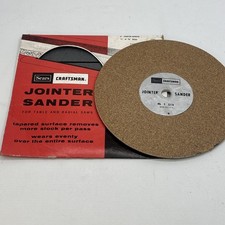 Sears
CRAFTSMAN
JOINTER
SANDER
FOR TABLE AND RADIAL SAWS
tapered surface removes
more stock per pass
wears evenly
over the entire surface
CRAFTSMAN
JOINTER SANDER